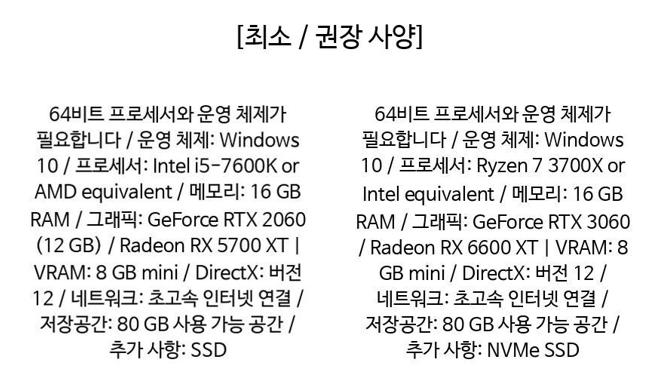 [최소 / 권장 사양]
64비트 프로세서와 운영 체제가
필요합니다 / 운영 체제: Windows
10 / 프로세서: Intel i5-7600K or
AMD equivalent / 메모리: 16 GB
RAM / 그래픽: GeForce RTX 2060
(12 GB) / Radeon RX 5700 XT |
VRAM: 8 GB mini / DirectX: 버전
12 / 네트워크: 초고속 인터넷 연결 /
저장공간: 80 GB 사용 가능 공간 /
추가 사항: SSD
64비트 프로세서와 운영 체제가
필요합니다 / 운영 체제: Windows
10 / 프로세서: Ryzen 7 3700X or
Intel equivalent / 메모리: 16 GB
RAM / 그래픽: GeForce RTX 3060
/ Radeon RX 6600 XT | VRAM: 8
GB mini / DirectX: 버전 12 /
네트워크: 초고속 인터넷 연결 /
저장공간: 80 GB 사용 가능 공간 /
추가 사항: NVMe SSD